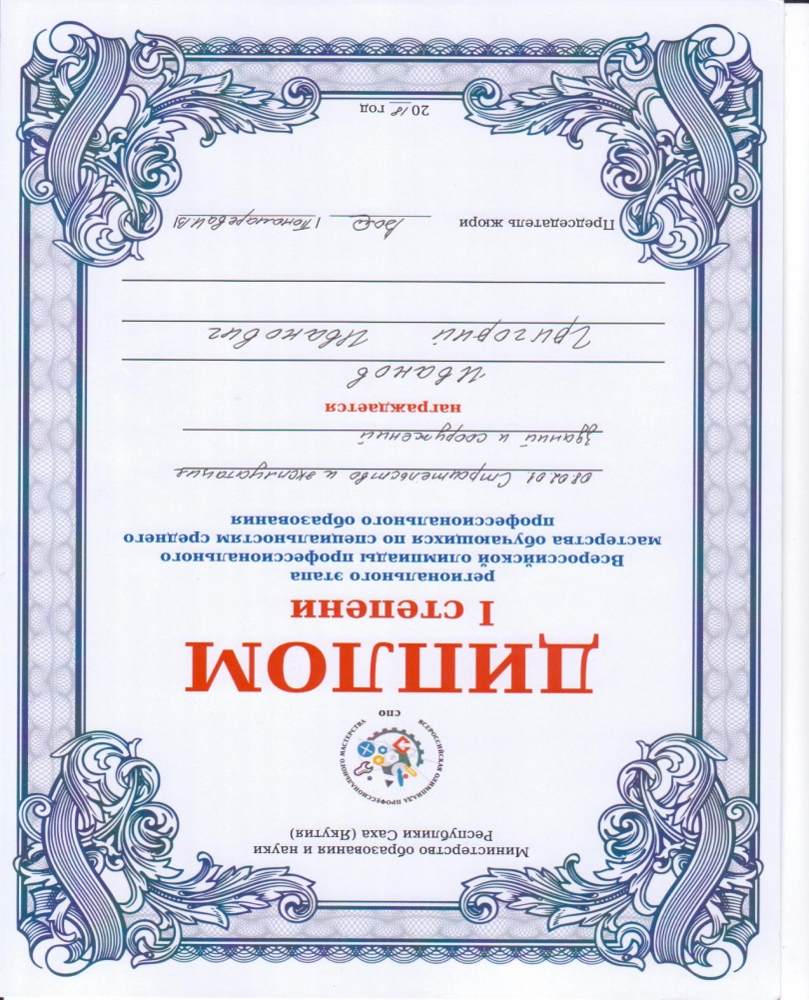 Министерство образования и науки
Республики Саха (Якутия)
ВСЕРОССИЙСКАЯ ОЛИМПИАДА ПРОФЕССИОНАЛЬНОГО МАСТЕРСТВА
СПО
ДИПЛОМ
I степени
регионального этапа
Всероссийской олимпиады профессионального
мастерства обучающихся по специальностям среднего
профессионального образования
08.02.01 Строительство и эксплуатация
зданий и сооружений
награждается
Иванов
Григорий Иванович
Председатель жюри / Пономарева И.В/
2018 год